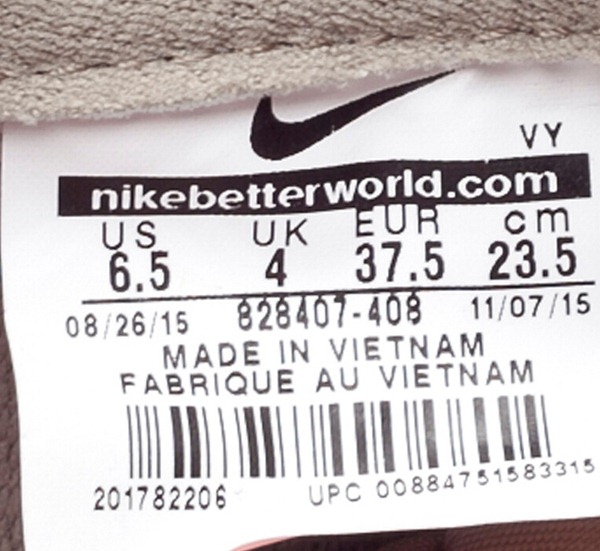 VY
nikebetterworld.com
US UK EUR cm
6.5 4 37.5 23.5
08/26/15 828407-408 11/07/15
MADE IN VIETNAM
FABRIQUE AU VIETNAM
201782206 UPC 00884751583315